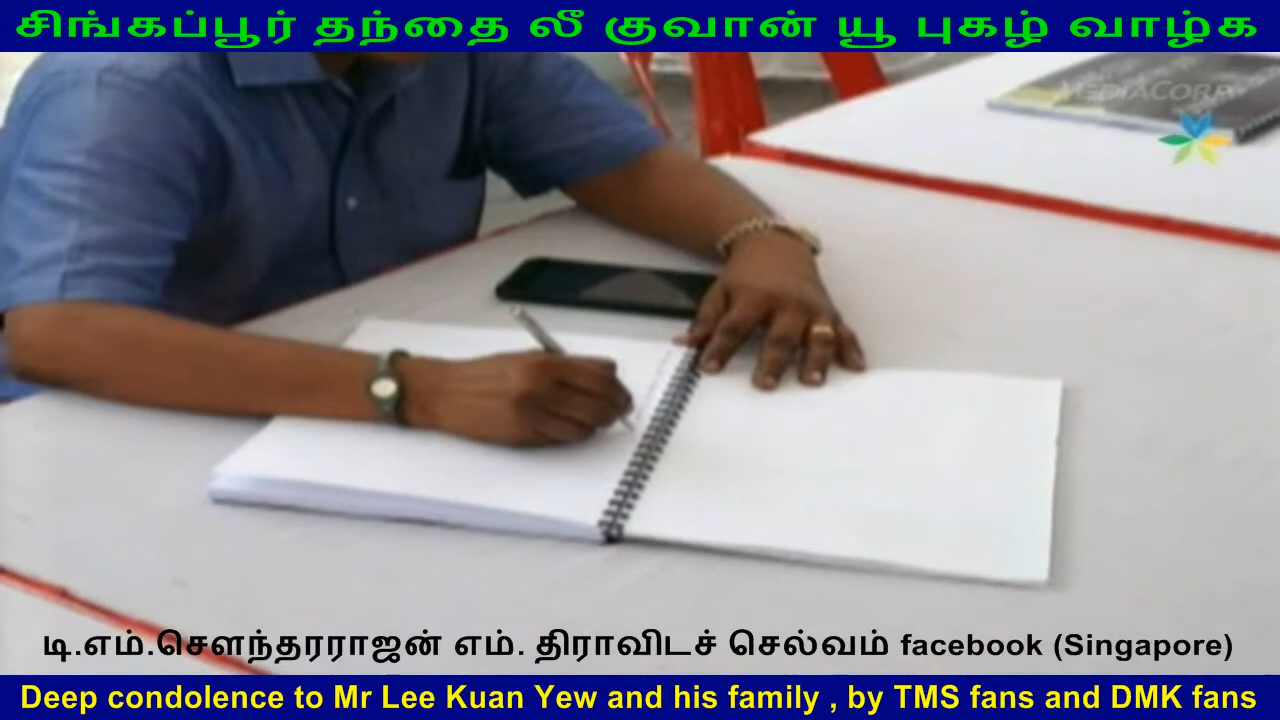 சிங்கப்பூர் தந்தை லீ குவான் யூ புகழ் வாழ்க
MEDIACORP
டி.எம்.சௌந்தரராஜன் எம். திராவிடச் செல்வம் facebook (Singapore)
Deep condolence to Mr Lee Kuan Yew and his family , by TMS fans and DMK fans